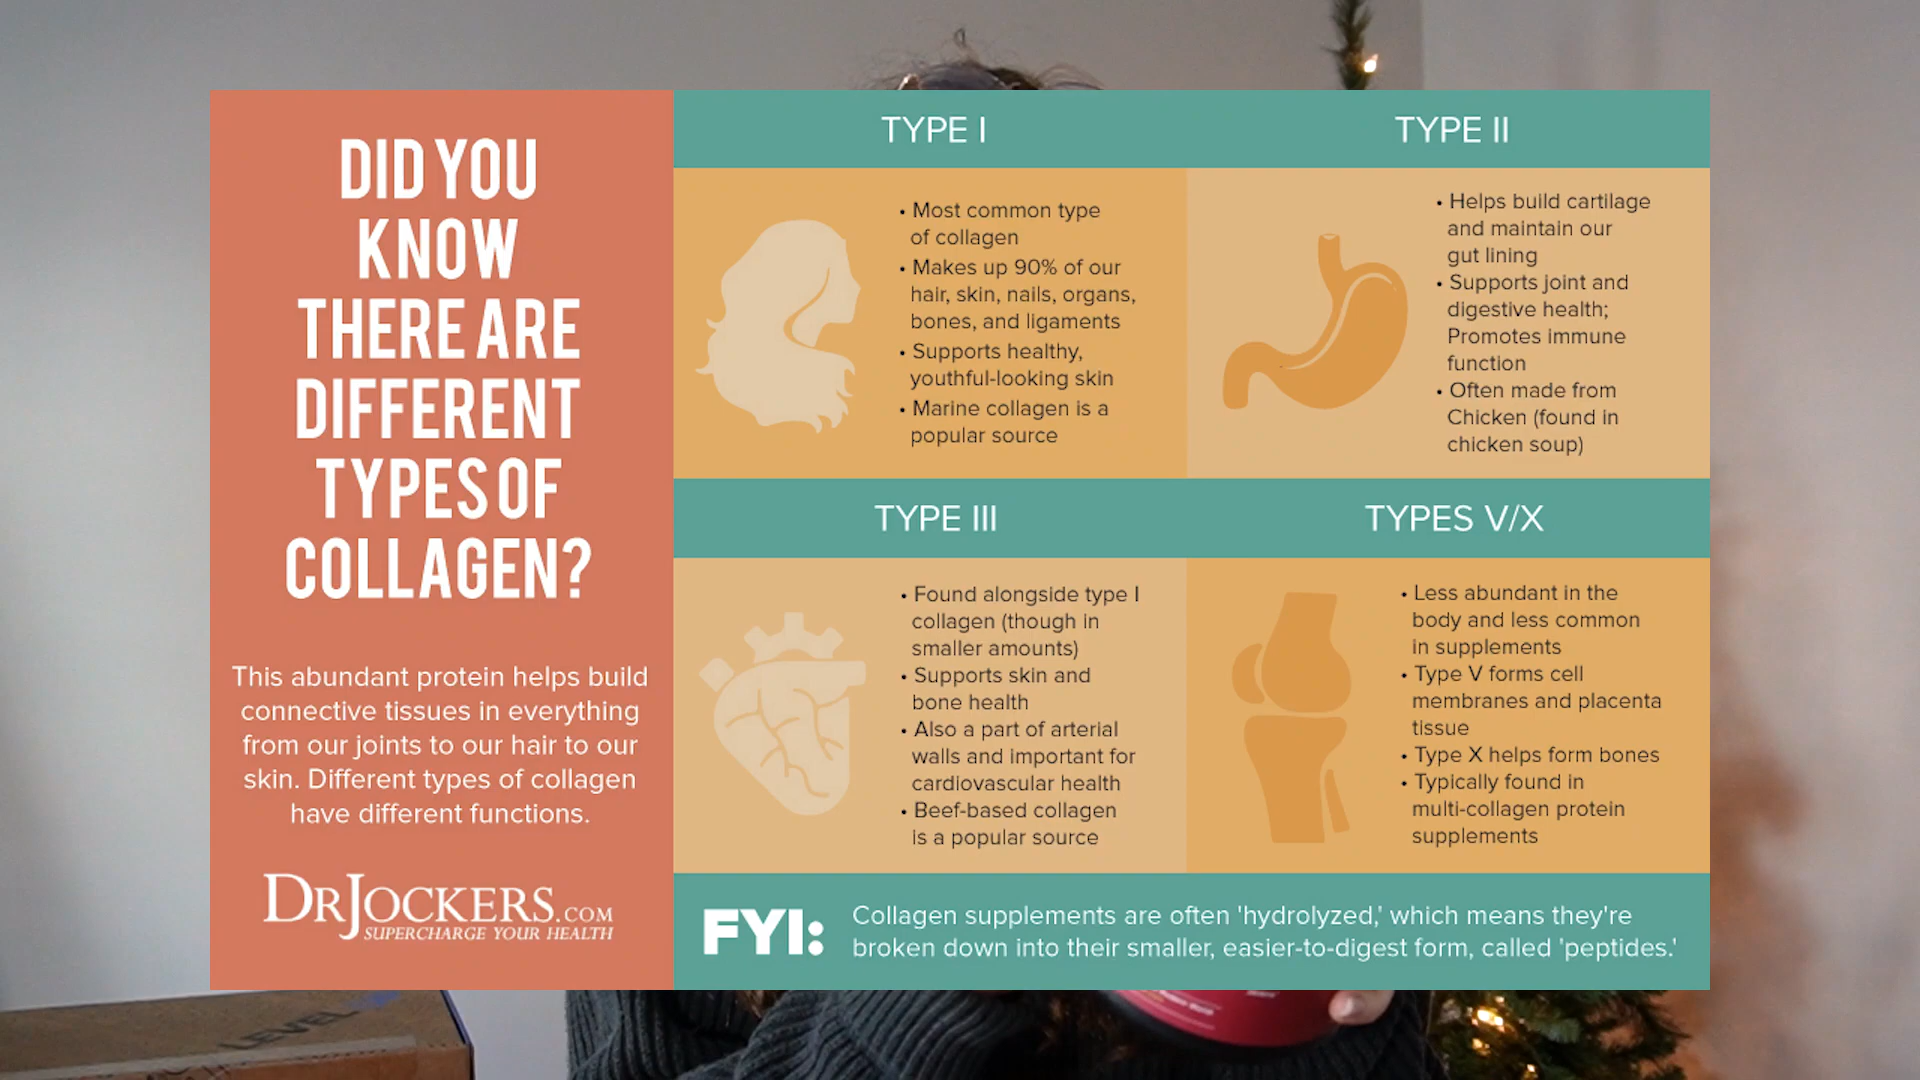 DID YOU
KNOW
THERE ARE
DIFFERENT
TYPES OF
COLLAGEN?
This abundant protein helps build
connective tissues in everything
from our joints to our hair to our
skin. Different types of collagen
have different functions.
DRJOCKERS.COM
SUPERCHARGE YOUR HEALTH
TYPE I
• Most common type
of collagen
• Makes up 90% of our
hair, skin, nails, organs,
bones, and ligaments
• Supports healthy,
youthful-looking skin
• Marine collagen is a
popular source
TYPE II
• Helps build cartilage
and maintain our
gut lining
• Supports joint and
digestive health;
Promotes immune
function
• Often made from
Chicken (found in
chicken soup)
TYPE III
• Found alongside type I
collagen (though in
smaller amounts)
• Supports skin and
bone health
• Also a part of arterial
walls and important for
cardiovascular health
• Beef-based collagen
is a popular source
TYPES V/X
• Less abundant in the
body and less common
in supplements
• Type V forms cell
membranes and placenta
tissue
• Type X helps form bones
• Typically found in
multi-collagen protein
supplements
FYI:
Collagen supplements are often 'hydrolyzed,' which means they're
broken down into their smaller, easier-to-digest form, called 'peptides.'
LEVEL